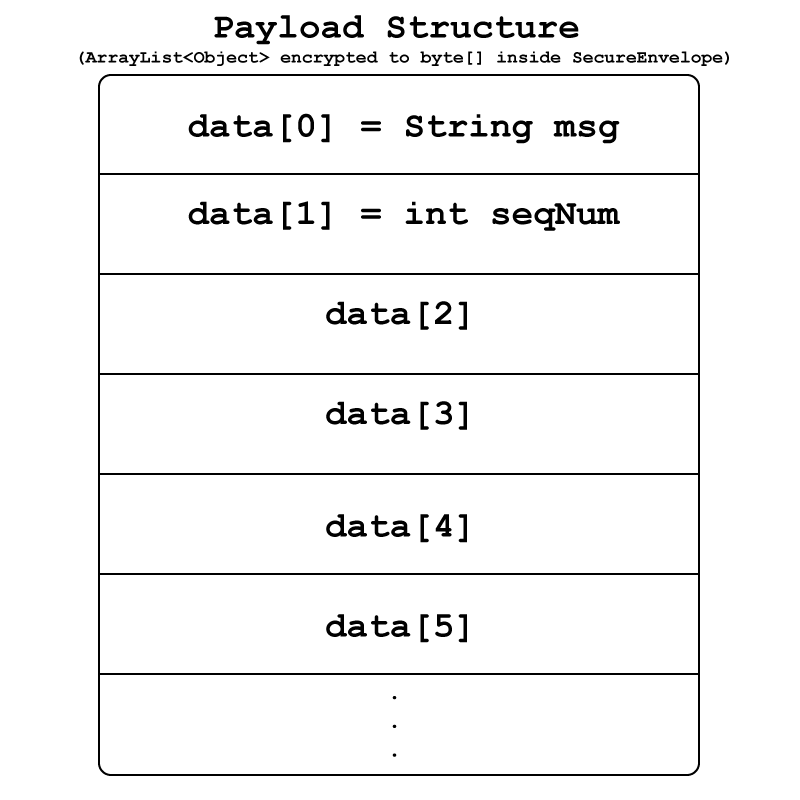 Payload Structure
(ArrayList<Object> encrypted to byte[] inside SecureEnvelope)
data[0] = String msg
data[1] = int seqNum
data[2]
data[3]
data[4]
data[5]
.
.
.